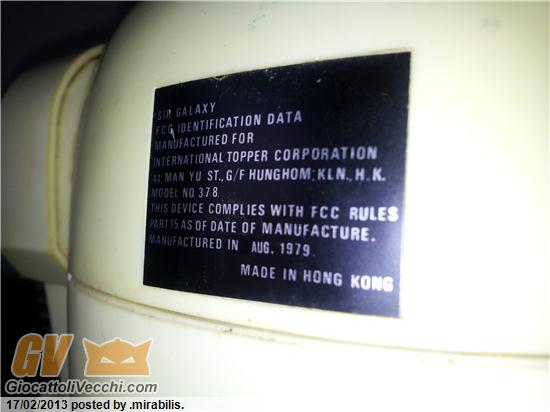 "SIR GALAXY
FCC IDENTIFICATION DATA
MANUFACTURED FOR
INTERNATIONAL TOPPER CORPORATION
41, MAN YU ST., G/F HUNGHOM, KLN., H.K.
MODEL NO. 378
THIS DEVICE COMPLIES WITH FCC RULES
PART 15 AS OF DATE OF MANUFACTURE.
MANUFACTURED IN AUG. 1979
MADE IN HONG KONG
GV
GiocattoliVecchi.com
17/02/2013 posted by .mirabilis.